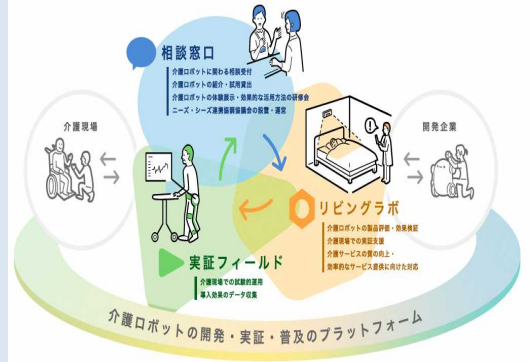 相談窓口
介護ロボットに関わる相談受付
介護ロボットの紹介・試用貸出
介護ロボットの体験展示・効果的な活用方法の研修会
ニーズ・シーズ連携協調協議会の設置・運営
介護現場
開発企業
リビングラボ
介護ロボットの製品評価・効果検証
介護現場での実証支援
介護サービスの質の向上・
効率的なサービス提供に向けた対応
実証フィールド
介護現場での試験的運用
導入効果のデータ収集
介護ロボットの開発・実証・普及のプラットフォーム